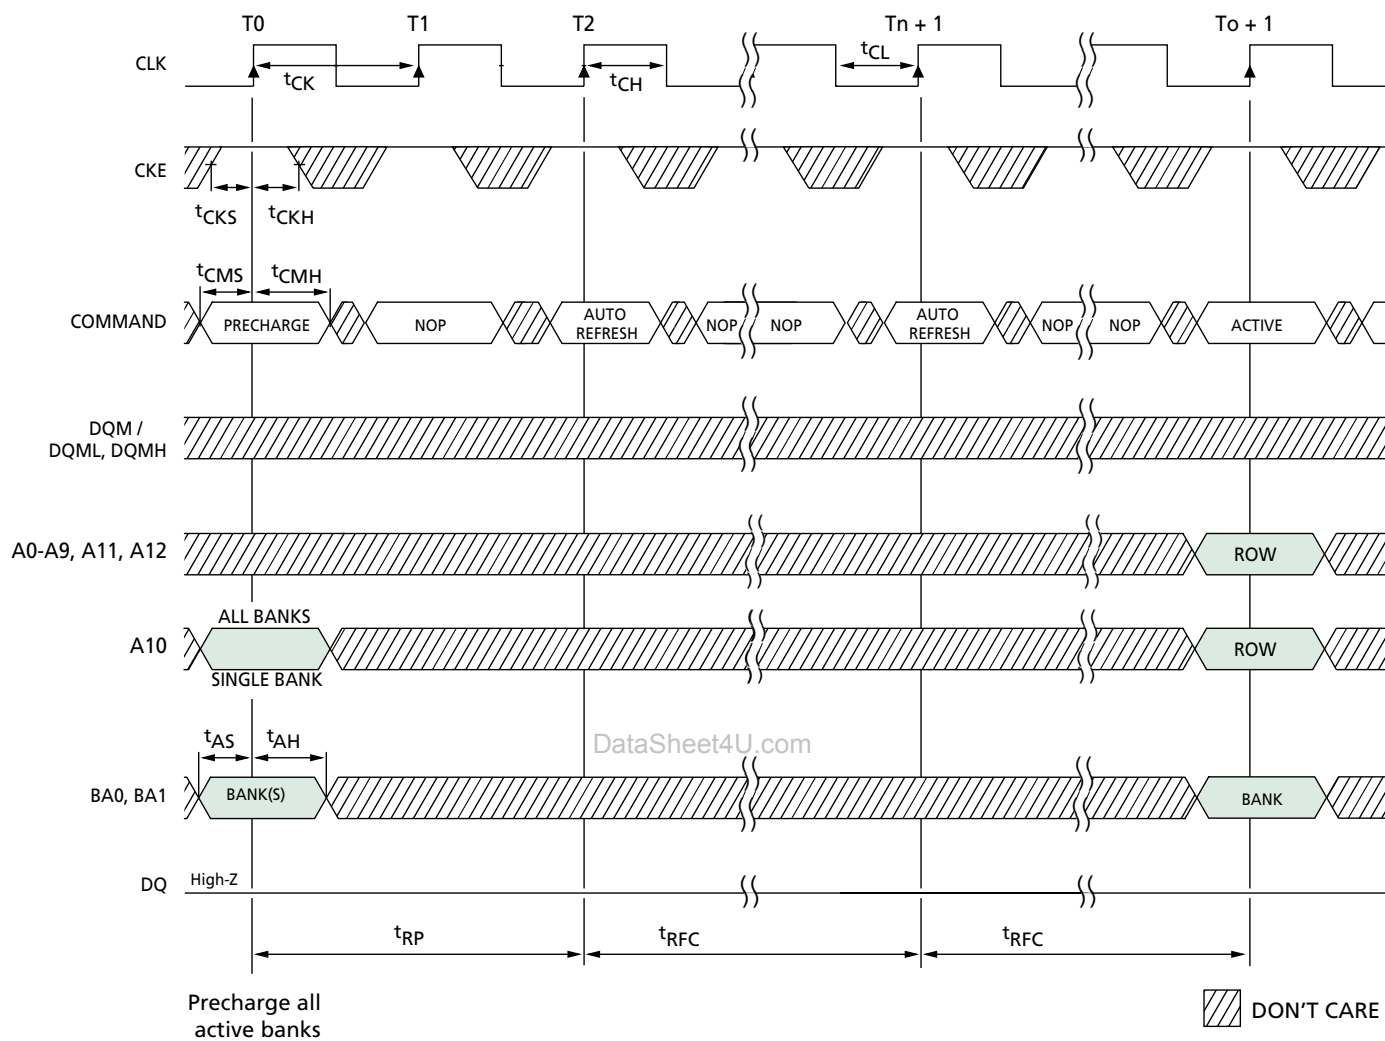 T0 T1 T2 Tn + 1 To + 1
CLK
tCK tCH tCL
CKE
tCKS tCKH
tCMS tCMH
COMMAND PRECHARGE NOP AUTO REFRESH NOP NOP AUTO REFRESH NOP NOP ACTIVE
DQM /
DQML, DQMH
A0-A9, A11, A12 ROW
ALL BANKS
A10 ROW
SINGLE BANK
tAS tAH
DataSheet4U.com
BA0, BA1 BANK(S) BANK
DQ High-Z
tRP tRFC tRFC
Precharge all
active banks
DON'T CARE